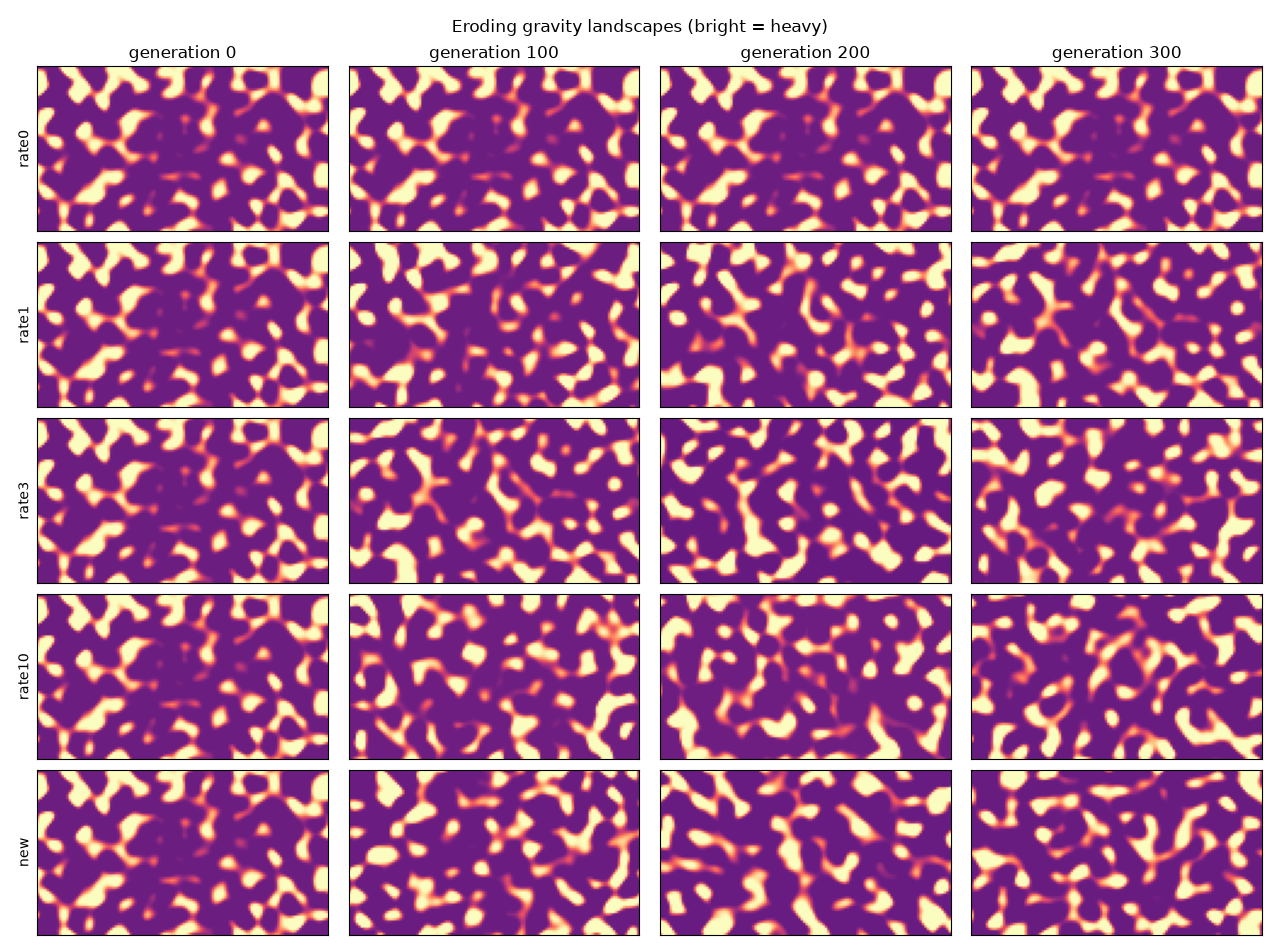 Eroding gravity landscapes (bright = heavy)
generation 0
generation 100
generation 200
generation 300
rate0
rate1
rate3
rate10
new